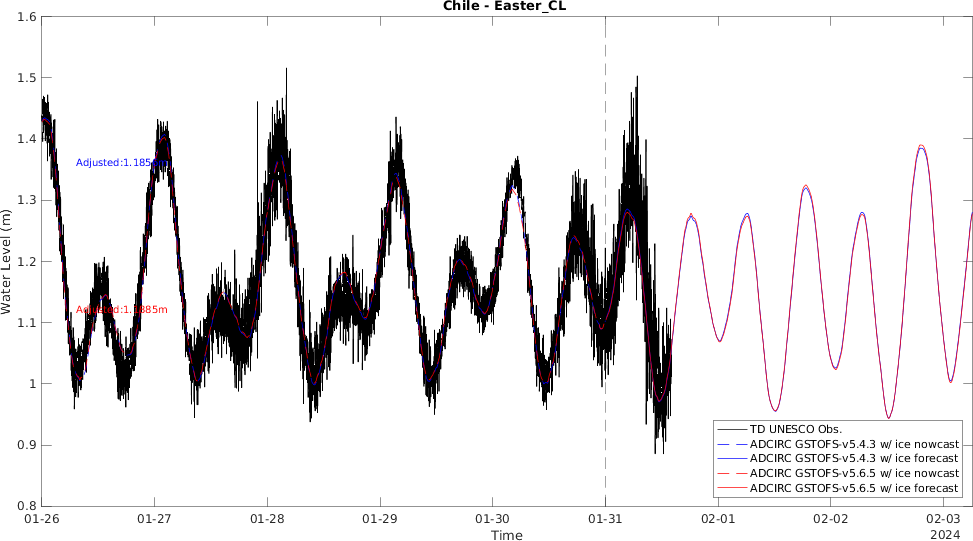 Chile - Easter_CL
1.6
1.5
1.4
1.3
1.2
1.1
1
0.9
0.8
Water Level (m)
Adjusted:1.185
Adjusted:1.1885m
TD UNESCO Obs.
ADCIRC GSTOFS-v5.4.3 w/ ice nowcast
ADCIRC GSTOFS-v5.4.3 w/ ice forecast
ADCIRC GSTOFS-v5.6.5 w/ ice nowcast
ADCIRC GSTOFS-v5.6.5 w/ ice forecast
01-26 01-27 01-28 01-29 01-30 01-31 02-01 02-02 02-03
Time
2024